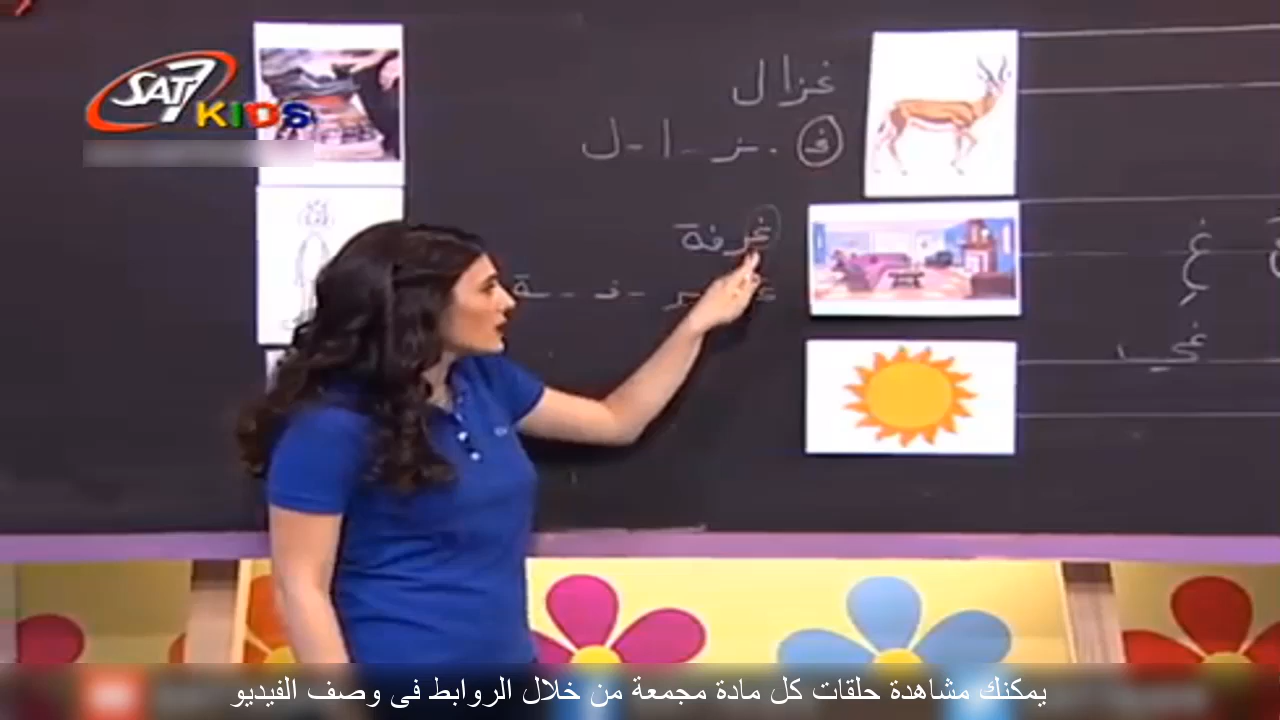 SAT7
KIDS
غزال
غ - ز - ا - ل
غرفة
غ - ر - ف - ة
غ
يمكنك مشاهدة حلقات كل مادة مجمعة من خلال الروابط فى وصف الفيديو